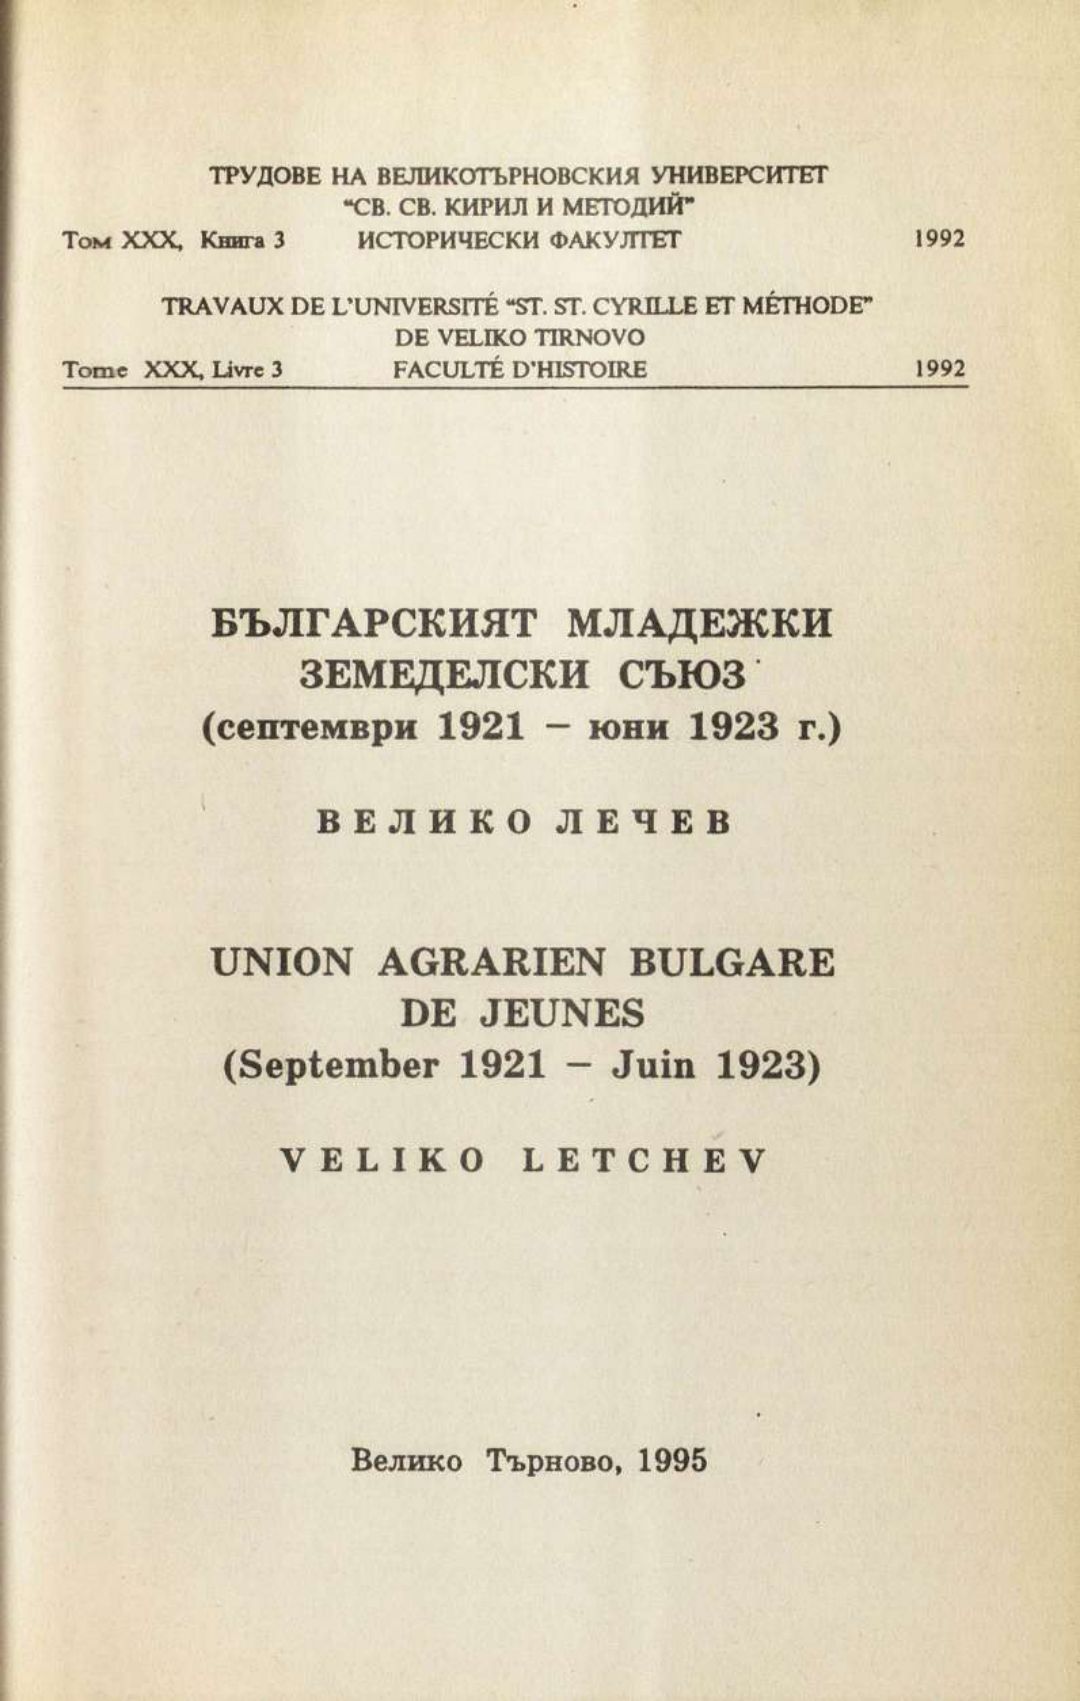 ТРУДОВЕ НА ВЕЛИКОТЪРНОВСКИЯ УНИВЕРСИТЕТ
“СВ. СВ. КИРИЛ И МЕТОДИЙ”
Том XXX, Книга 3 ИСТОРИЧЕСКИ ФАКУЛТЕТ 1992
TRAVAUX DE L'UNIVERSITÉ “ST. ST. CYRILLE ET MÉTHODE”
DE VELIKO TIRNOVO
Tome XXX, Livre 3 FACULTÉ D'HISTOIRE 1992
БЪЛГАРСКИЯТ МЛАДЕЖКИ
ЗЕМЕДЕЛСКИ СЪЮЗ
(септември 1921 – юни 1923 г.)
ВЕЛИКО ЛЕЧЕВ
UNION AGRARIEN BULGARE
DE JEUNES
(September 1921 – Juin 1923)
VELIKO LETCHEV
Велико Търново, 1995